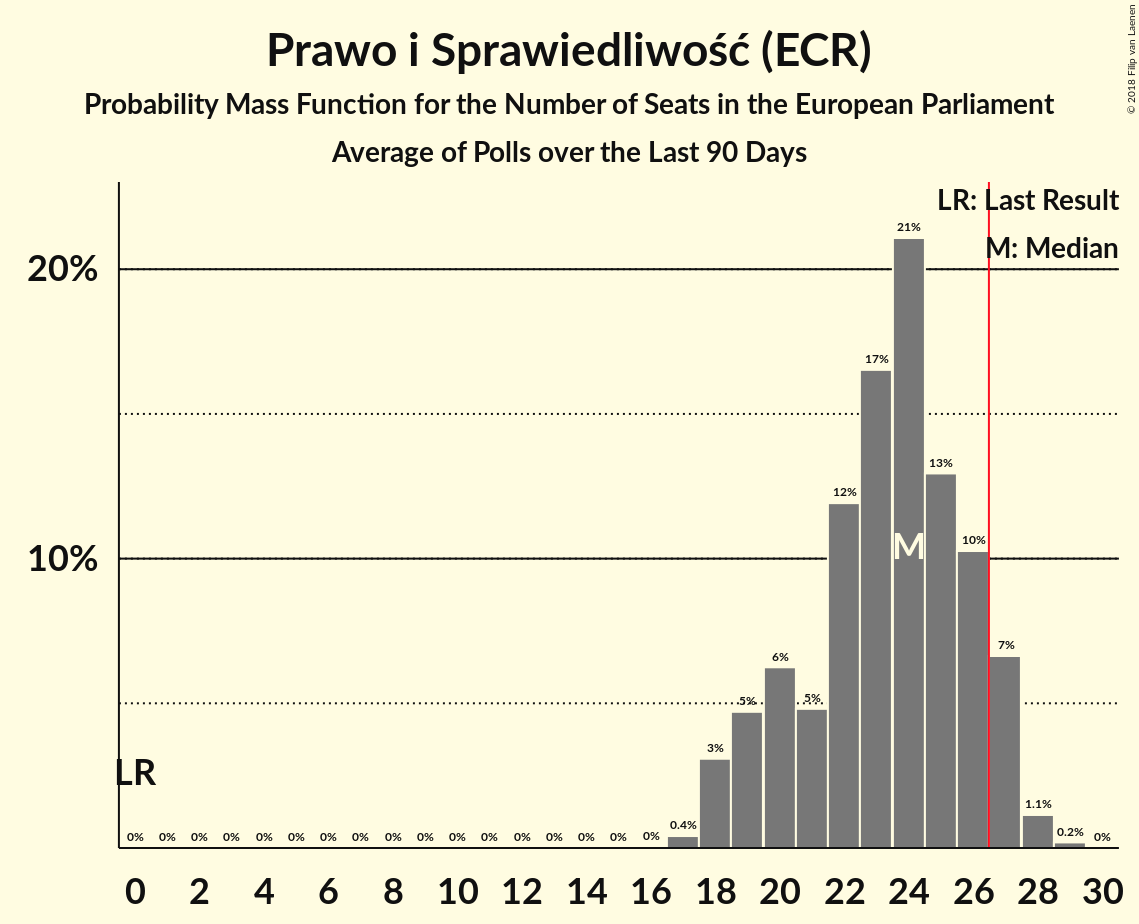 Prawo i Sprawiedliwość (ECR)
Probability Mass Function for the Number of Seats in the European Parliament
Average of Polls over the Last 90 Days
© 2018 Filip van Laenen
LR: Last Result
M: Median
20%
10%
LR
M
0% 0% 0% 0% 0% 0% 0% 0% 0% 0% 0% 0% 0% 0% 0% 0% 0% 0.4% 3% 5% 6% 5% 12% 17% 21% 13% 10% 7% 1.1% 0.2% 0%
0 2 4 6 8 10 12 14 16 18 20 22 24 26 28 30